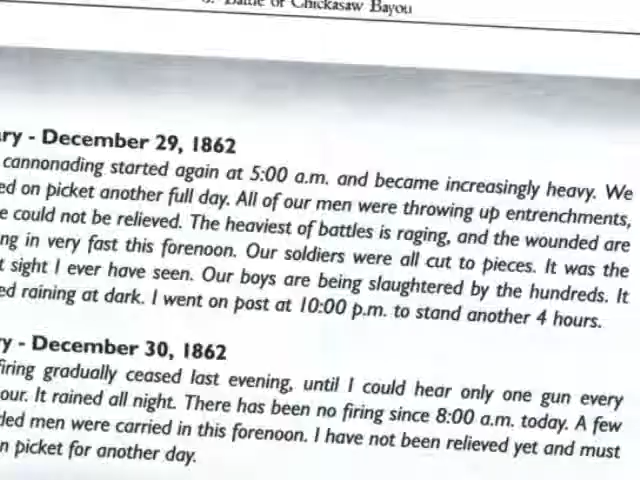 Battle of Chickasaw Bayou
ry - December 29, 1862
cannonading started again at 5:00 a.m. and became increasingly heavy. We
ed on picket another full day. All of our men were throwing up entrenchments,
e could not be relieved. The heaviest of battles is raging, and the wounded are
ng in very fast this forenoon. Our soldiers were all cut to pieces. It was the
t sight I ever have seen. Our boys are being slaughtered by the hundreds. It
ed raining at dark. I went on post at 10:00 p.m. to stand another 4 hours.
y - December 30, 1862
firing gradually ceased last evening, until I could hear only one gun every
our. It rained all night. There has been no firing since 8:00 a.m. today. A few
ded men were carried in this forenoon. I have not been relieved yet and must
n picket for another day.